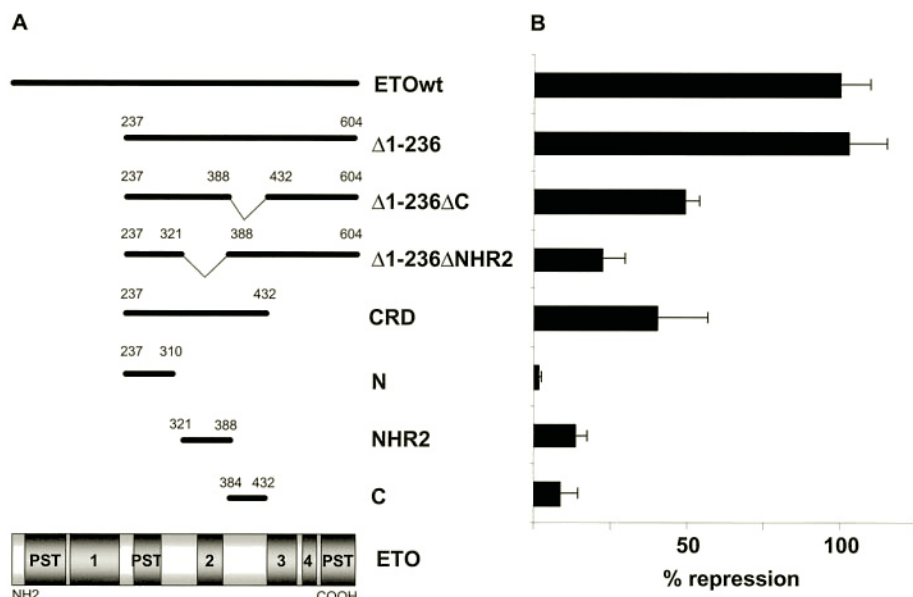 A
B
ETOwt
237 604
Δ1-236
237 388 432 604
Δ1-236ΔC
237 321 388 604
Δ1-236ΔNHR2
237 432
CRD
237 310
N
321 388
NHR2
384 432
C
PST 1 PST 2 3 4 PST
ETO
NH2 COOH
50 100
% repression